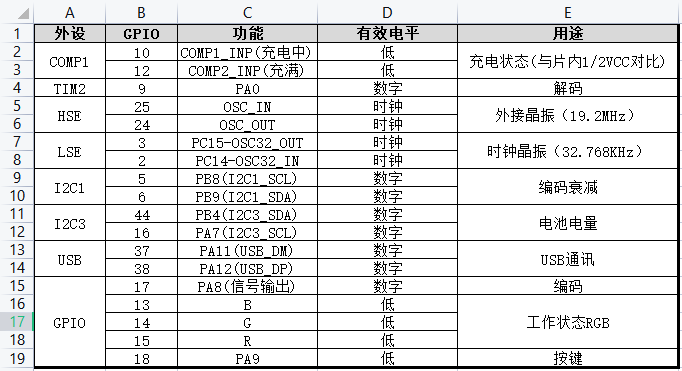 A B C D E
1 外设 GPIO 功能 有效电平 用途
2 COMP1 10 COMP1_INP(充电中) 低 充电状态(与片内1/2VCC对比)
3 12 COMP2_INP(充满) 低
4 TIM2 9 PA0 数字 解码
5 HSE 25 OSC_IN 时钟 外接晶振（19.2MHz）
6 24 OSC_OUT 时钟
7 LSE 3 PC15-OSC32_OUT 时钟 时钟晶振（32.768KHz）
8 2 PC14-OSC32_IN 时钟
9 I2C1 5 PB8(I2C1_SCL) 数字 编码衰减
10 6 PB9(I2C1_SDA) 数字
11 I2C3 44 PB4(I2C3_SDA) 数字 电池电量
12 16 PA7(I2C3_SCL) 数字
13 USB 37 PA11(USB_DM) 数字 USB通讯
14 38 PA12(USB_DP) 数字
15 GPIO 17 PA8(信号输出) 数字 编码
16 13 B 低 工作状态RGB
17 14 G 低
18 15 R 低
19 18 PA9 低 按键